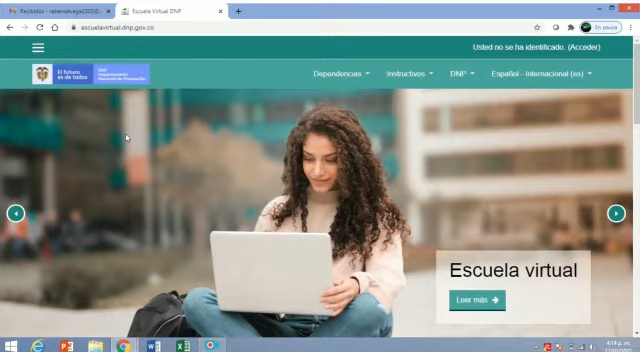 Escuela Virtual DNP
escuelavirtual.dnp.gov.co
En pausa
Usted no se ha identificado. (Acceder)
El futuro
es de todos
DNP
Departamento
Nacional de Planeación
Dependencias
Instructivos
DNP
Español - Internacional (es)
Escuela virtual
Leer más
4:14 p. m.